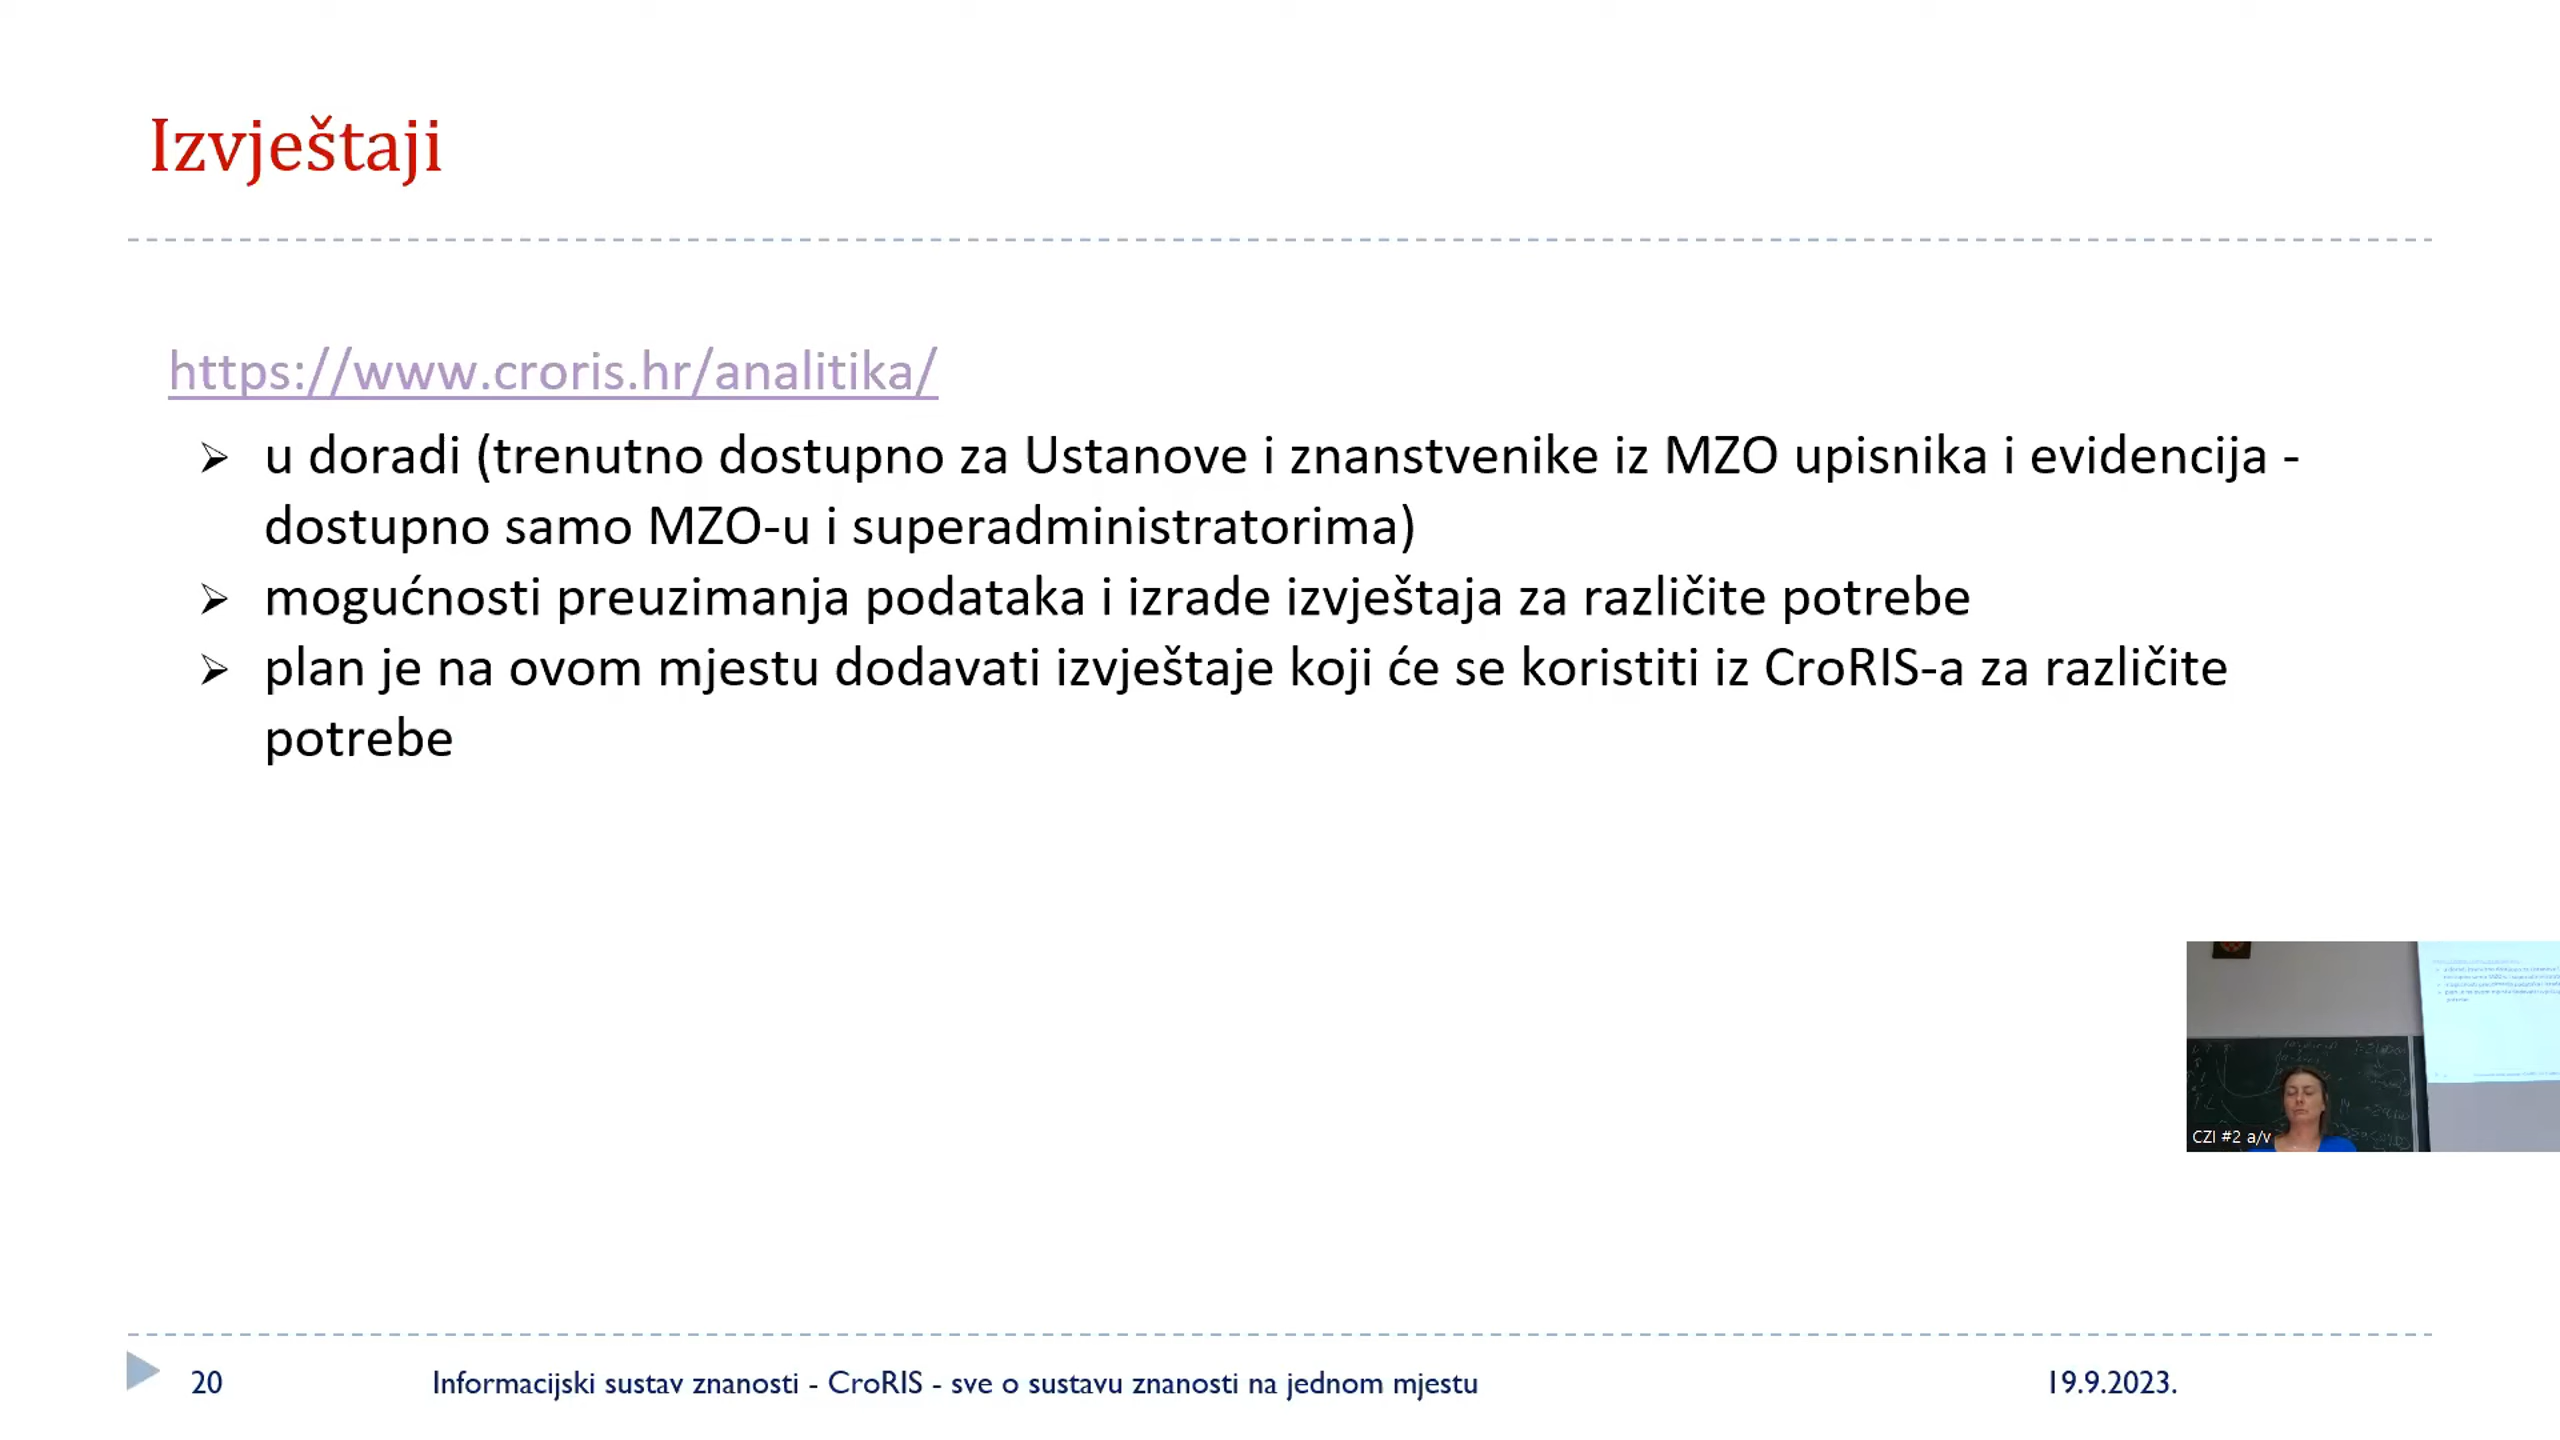 Izvještaji
https://www.croris.hr/analitika/
u doradi (trenutno dostupno za Ustanove i znanstvenike iz MZO upisnika i evidencija -
dostupno samo MZO-u i superadministratorima)
mogućnosti preuzimanja podataka i izrade izvještaja za različite potrebe
plan je na ovom mjestu dodavati izvještaje koji će se koristiti iz CroRIS-a za različite
potrebe
CZI #2 a/v
20 Informacijski sustav znanosti - CroRIS - sve o sustavu znanosti na jednom mjestu 19.9.2023.